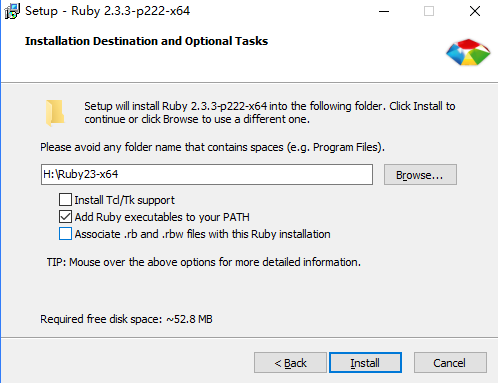 Setup - Ruby 2.3.3-p222-x64
Installation Destination and Optional Tasks
Setup will install Ruby 2.3.3-p222-x64 into the following folder. Click Install to
continue or click Browse to use a different one.
Please avoid any folder name that contains spaces (e.g. Program Files).
H:\Ruby23-x64
Browse...
Install Tcl/Tk support
Add Ruby executables to your PATH
Associate .rb and .rbw files with this Ruby installation
TIP: Mouse over the above options for more detailed information.
Required free disk space: ~52.8 MB
< Back
Install
Cancel